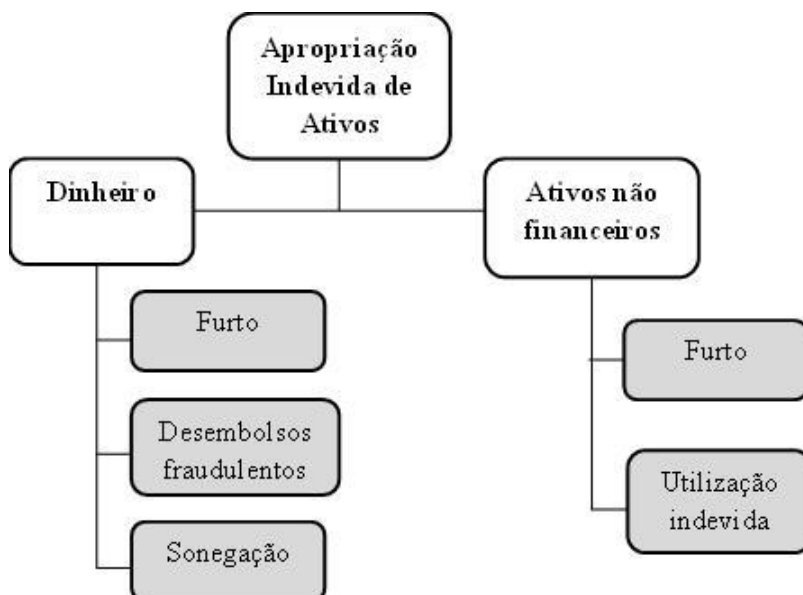 Apropriação
Indevida de
Ativos
Dinheiro
Ativos não
financeiros
Furto
Desembolsos
fraudulentos
Sonegação
Furto
Utilização
indevida